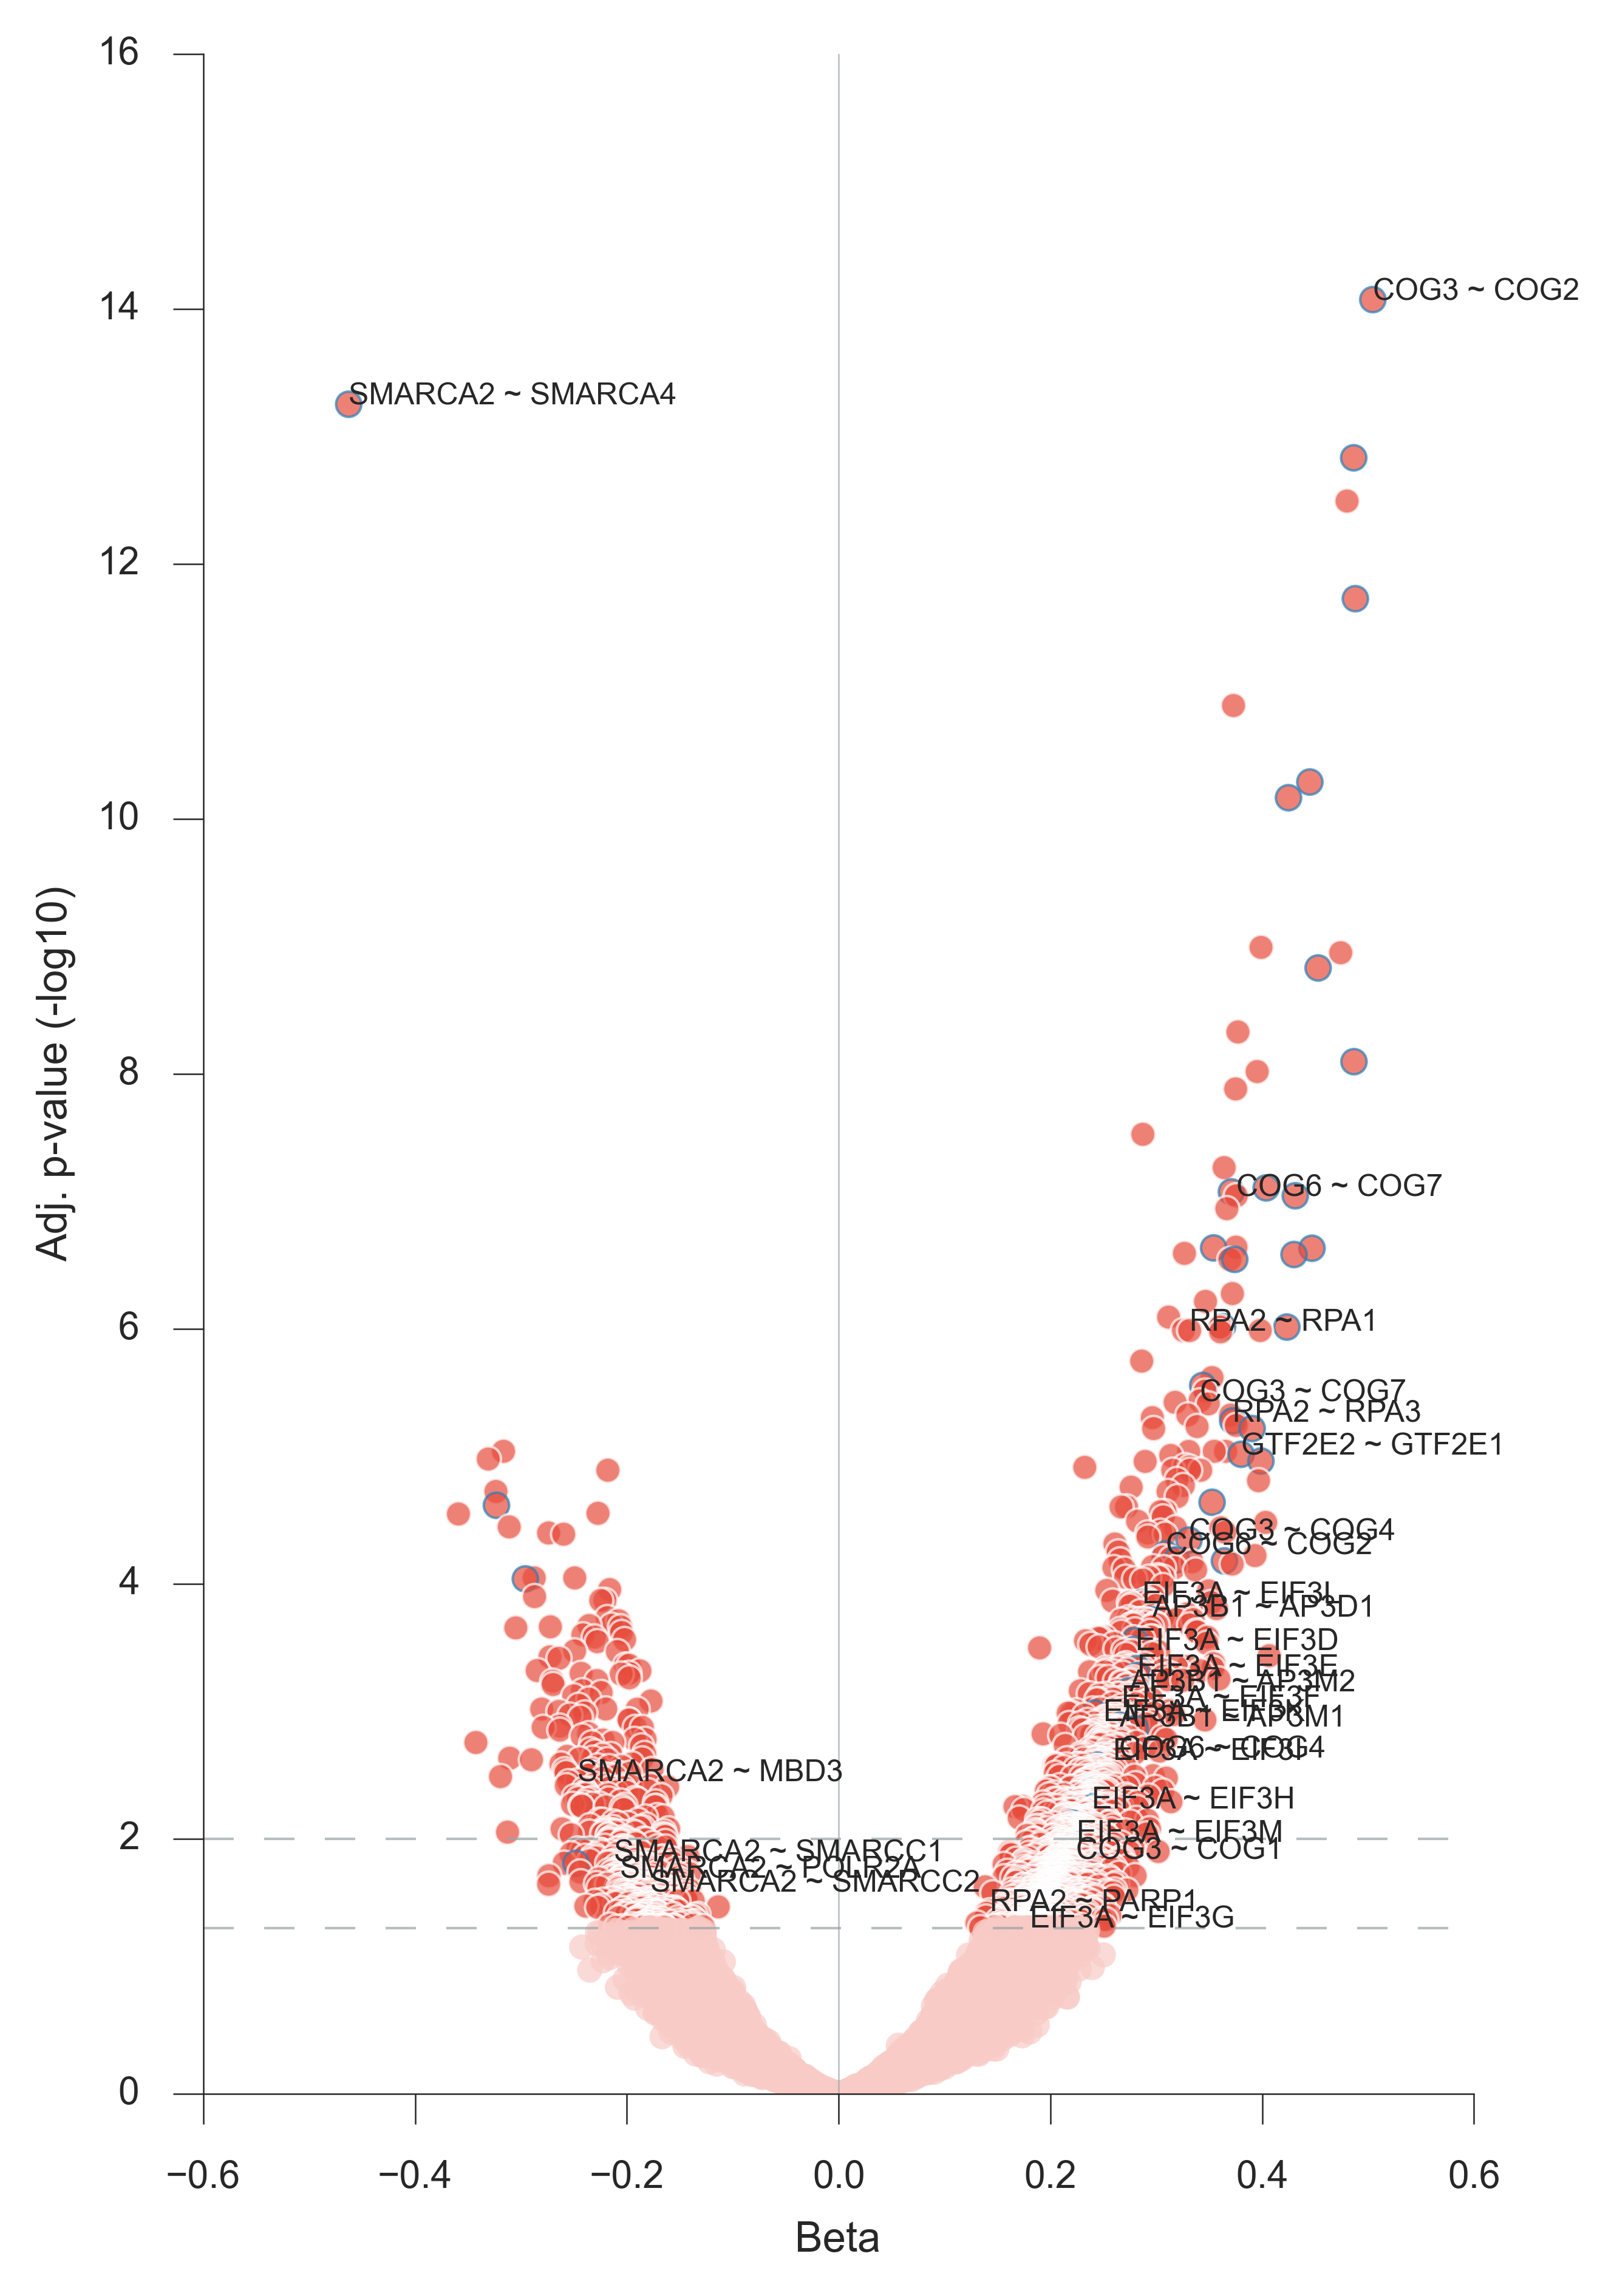 16
COG3 ~ COG2
14
SMARCA2 ~ SMARCA4
12
10
Adj. p-value (-log10)
8
COG6 ~ COG7
6
RPA2 ~ RPA1
COG3 ~ COG7
RPA2 ~ RPA3
GTF2E2 ~ GTF2E1
COG3 ~ COG4
COG6 ~ COG2
4
EIF3A ~ EIF3L
AP3B1 ~ AP3D1
EIF3A ~ EIF3D
EIF3A ~ EIF3E
AP3B1 ~ AP3M2
EIF3A ~ EIF3F
AP3B1 ~ AP3M1
COG6 ~ COG4
SMARCA2 ~ MBD3
EIF3A ~ EIF3H
EIF3A ~ EIF3M
2
COG3 ~ COG1
SMARCA2 ~ SMARCC1
SMARCA2 ~ POLR2A
SMARCA2 ~ SMARCC2
RPA2 ~ PARP1
EIF3A ~ EIF3G
0
−0.6 −0.4 −0.2 0.0 0.2 0.4 0.6
Beta